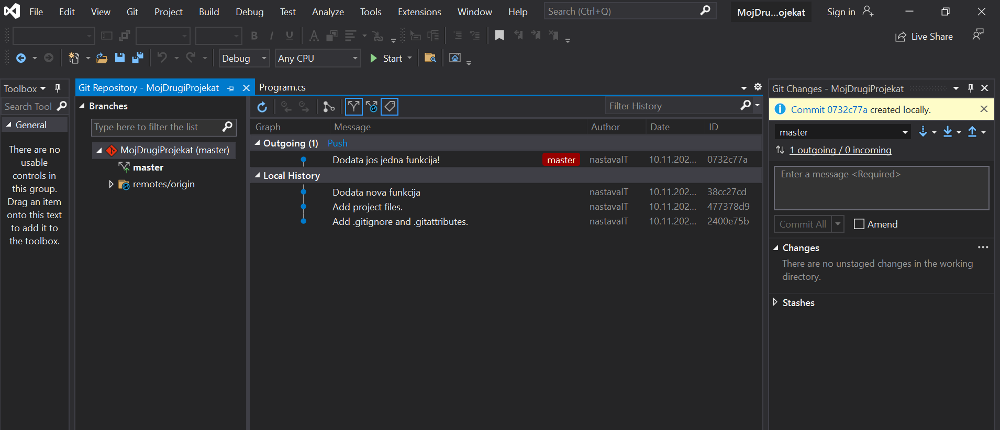 File Edit View Git Project Build Debug Test Analyze Tools Extensions Window Help Search (Ctrl+Q) MojDru...ojekat Sign in
Live Share
Debug Any CPU Start
Toolbox
Search Tool
General
There are no
usable
controls in
this group.
Drag an item
onto this text
to add it to
the toolbox.
Git Repository - MojDrugiProjekat Program.cs
Branches
Type here to filter the list
MojDrugiProjekat (master)
master
remotes/origin
Filter History
Graph Message Author Date ID
Outgoing (1) Push
Dodata jos jedna funkcija! master nastavaIT 10.11.202... 0732c77a
Local History
Dodata nova funkcija nastavaIT 10.11.202... 38cc27cd
Add project files. nastavaIT 10.11.202... 477378d9
Add .gitignore and .gitattributes. nastavaIT 10.11.202... 2400e75b
Git Changes - MojDrugiProjekat
Commit 0732c77a created locally.
master
1 outgoing / 0 incoming
Enter a message <Required>
Commit All Amend
Changes
There are no unstaged changes in the working
directory.
Stashes